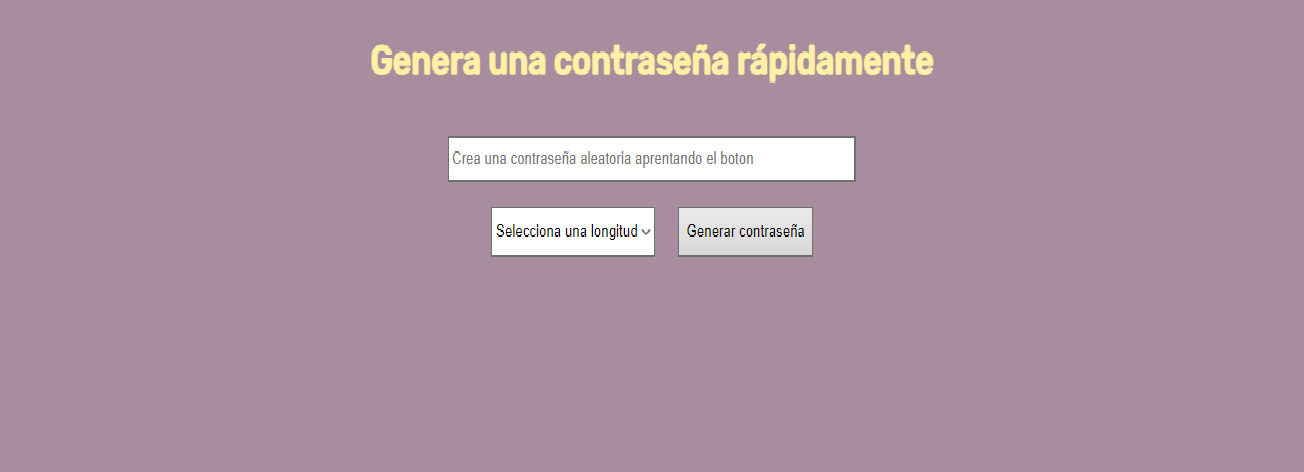 Genera una contraseña rápidamente
Crea una contraseña aleatoria aprentando el boton
Selecciona una longitud
Generar contraseña